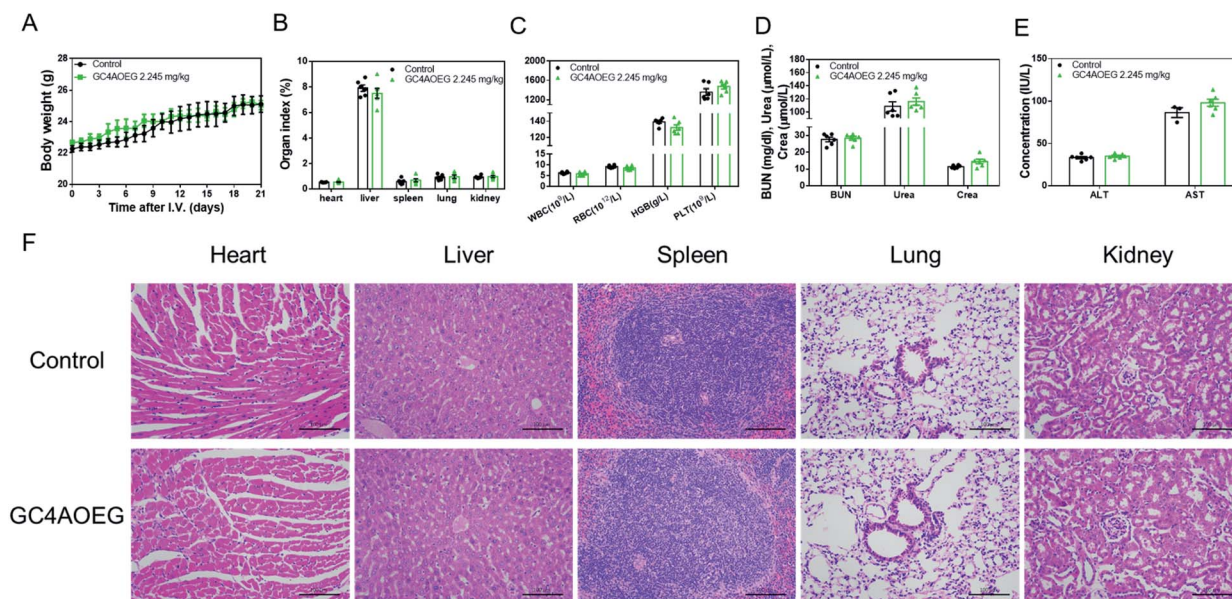 A
Control
GC4AOEG 2.245 mg/kg
Body weight (g)
28
26
24
22
20
0
3
6
9
12
15
18
21
Time after I.V. (days)
B
Control
GC4AOEG 2.245 mg/kg
Organ index (%)
10
8
6
4
2
0
heart
liver
spleen
lung
kidney
C
Control
GC4AOEG 2.245 mg/kg
2000
1600
1200
140
100
15
10
5
0
WBC(10⁹/L)
RBC(10¹²/L)
HGB(g/L)
PLT(10⁹/L)
D
Control
GC4AOEG 2.245 mg/kg
BUN (mg/dl), Urea (μmol/L),
Crea (μmol/L)
180
160
140
120
100
80
40
30
20
10
0
BUN
Urea
Crea
E
Control
GC4AOEG 2.245 mg/kg
Concentration (IU/L)
150
100
50
0
ALT
AST
F
Heart
Liver
Spleen
Lung
Kidney
Control
GC4AOEG